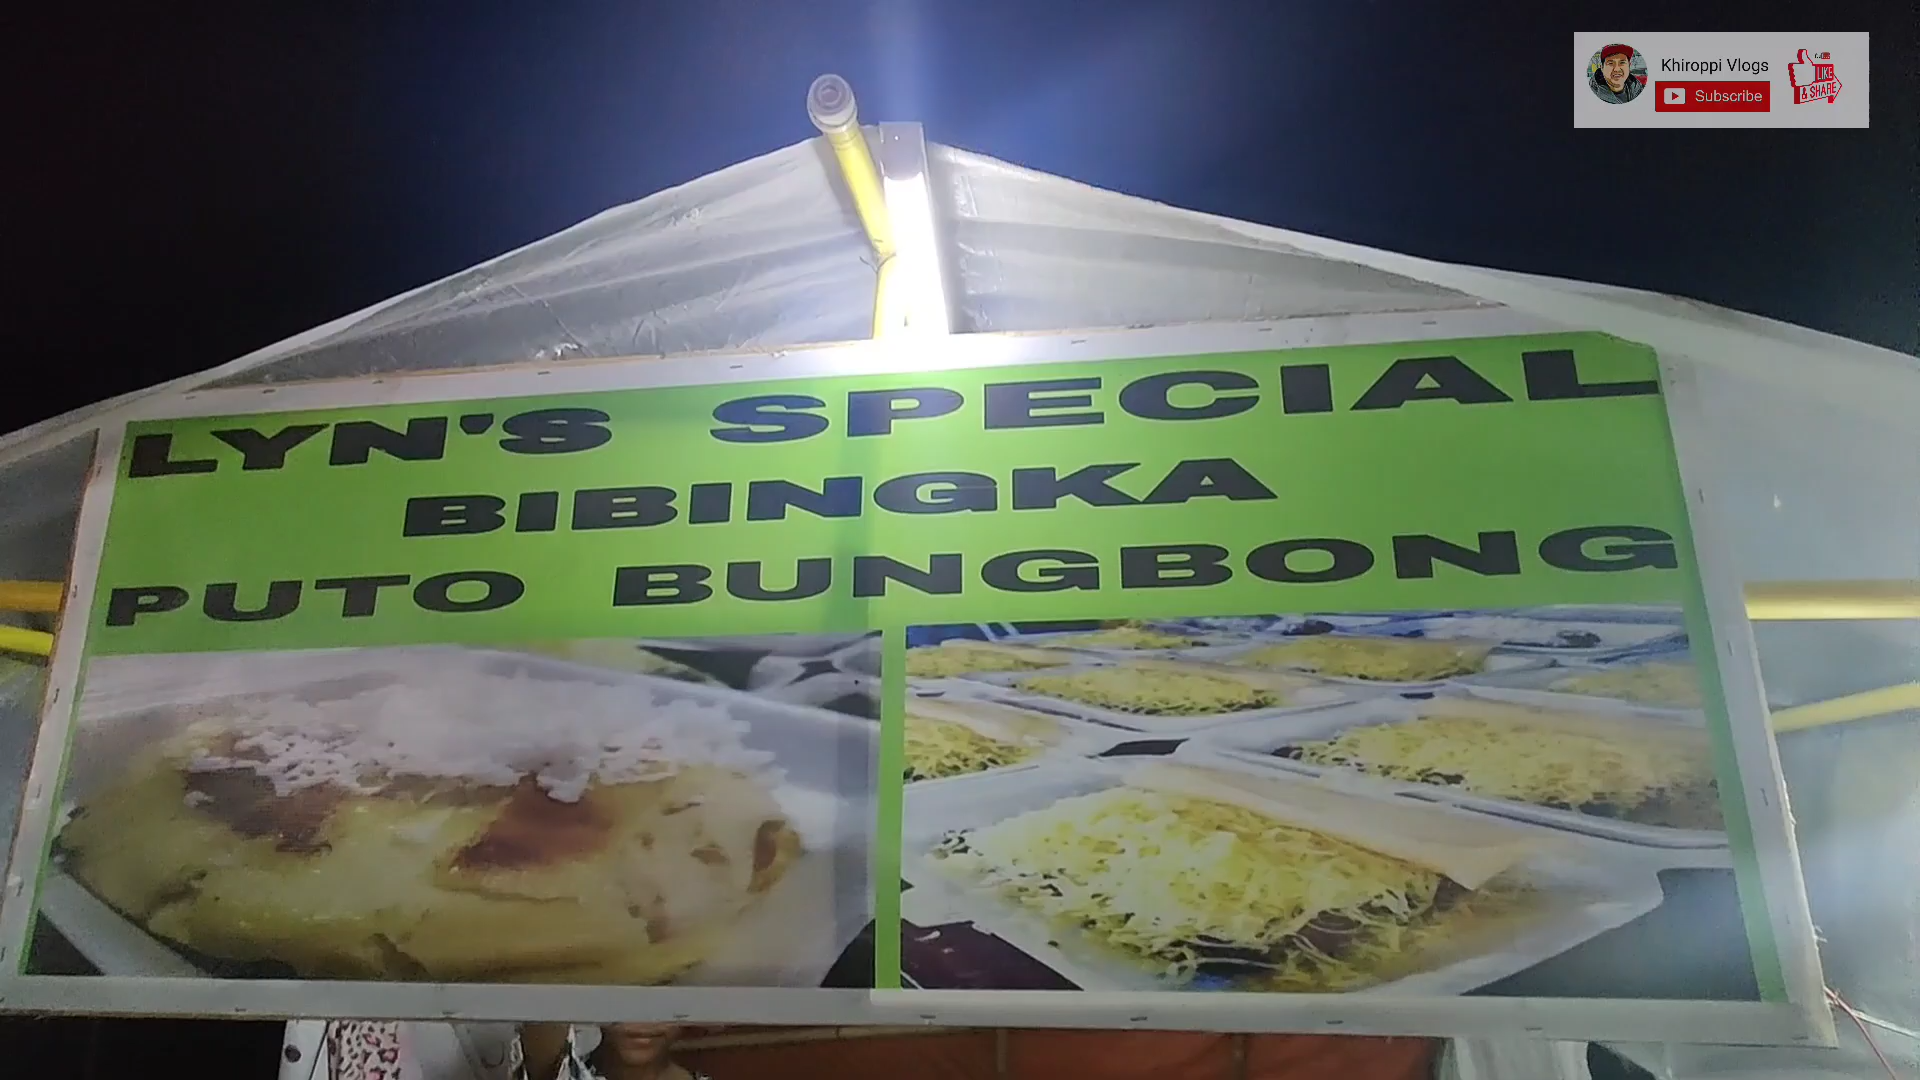 Khiroppi Vlogs
Subscribe
LIKE
& SHARE
LYN'S SPECIAL
BIBINGKA
PUTO BUNGBONG